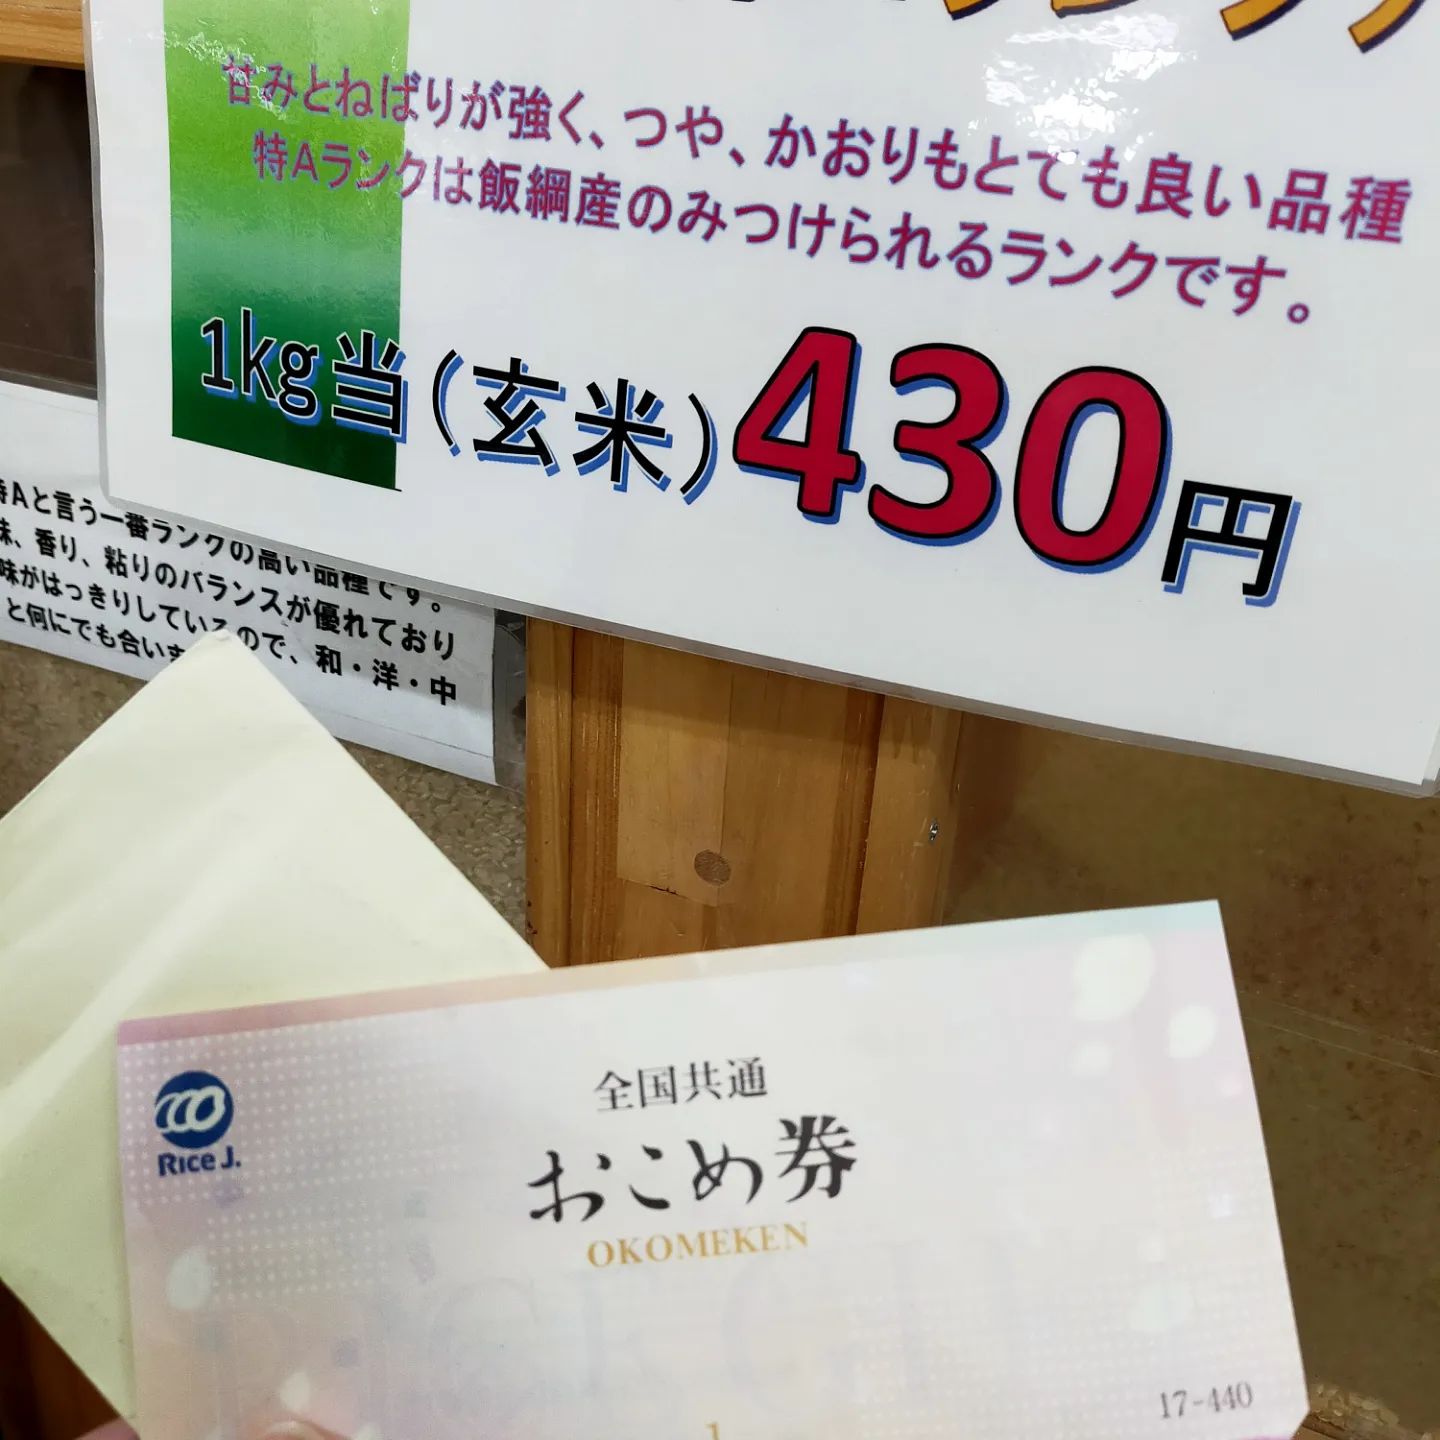 甘みとねばりが強く、つや、かおりもとても良い品種
特Aランクは飯綱産のみつけられるランクです。
1kg当(玄米)430円
特Aと言う一番ランクの高い品種です。
味、香り、粘りのバランスが優れており
味がはっきりしているので、和・洋・中
と何にでも合いま
RICE J.
全国共通
おこめ券
OKOMEKEN
17-440
1